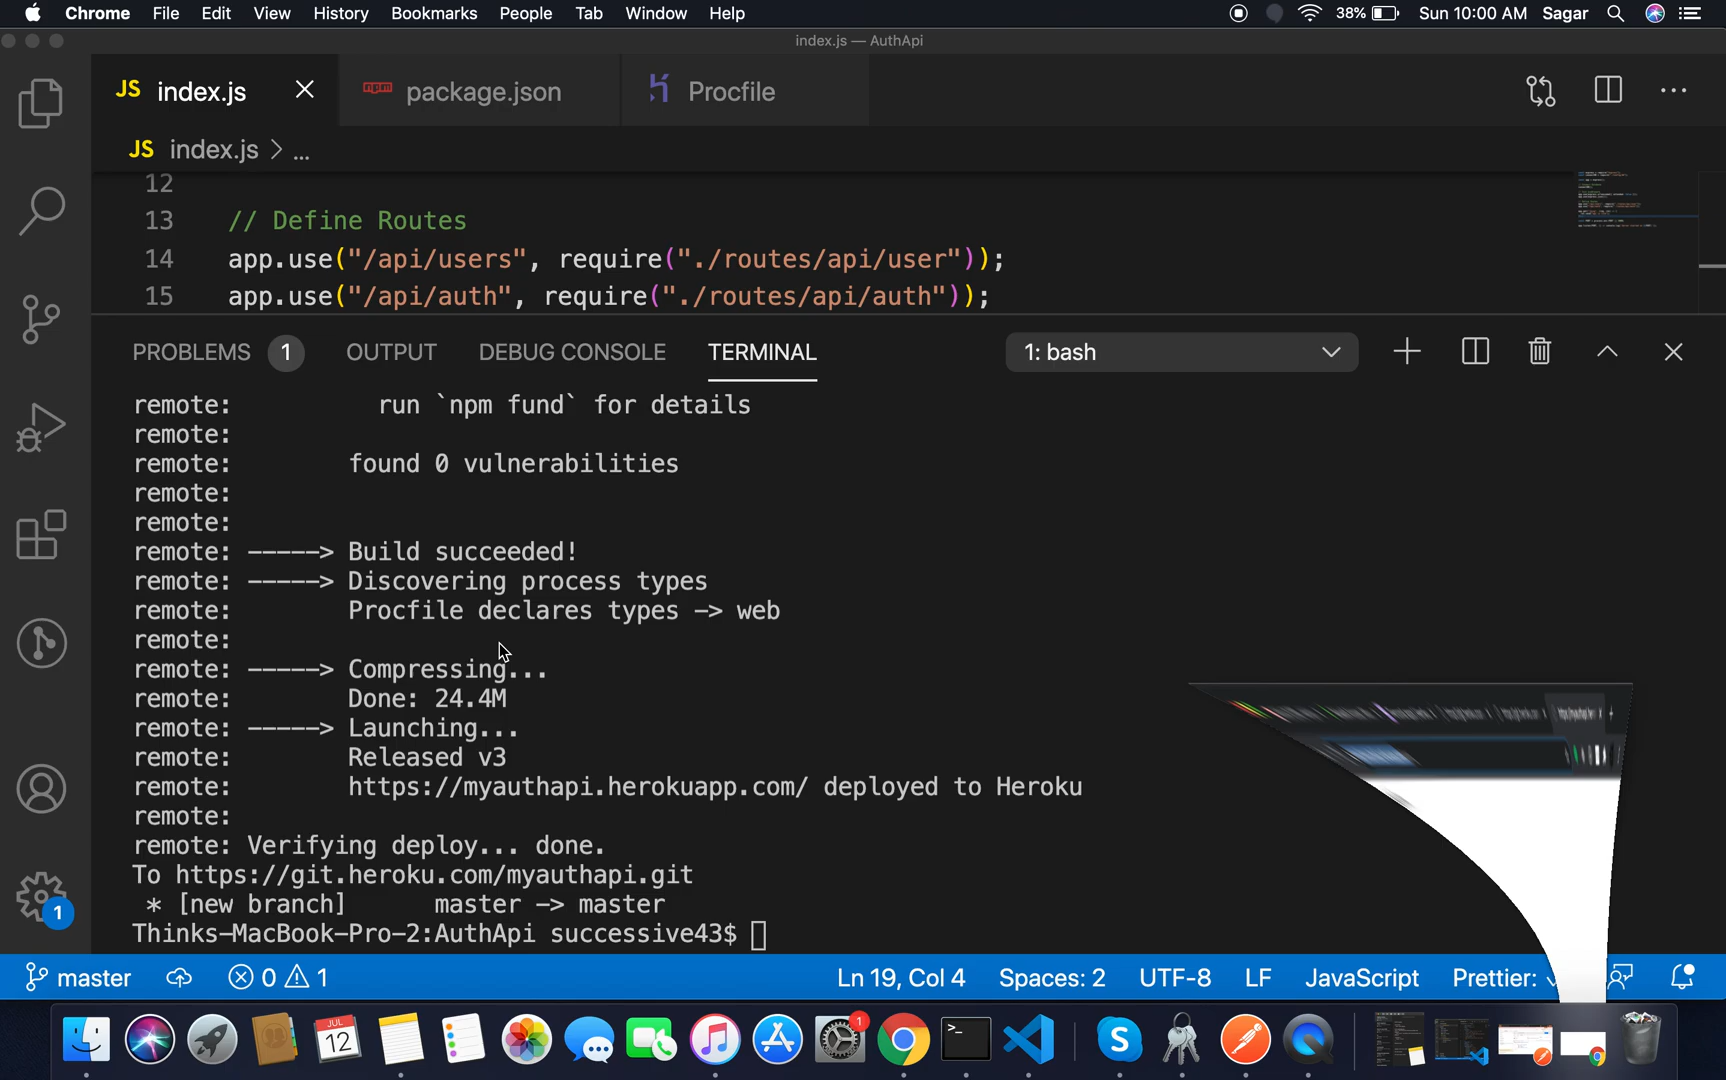 Chrome File Edit View History Bookmarks People Tab Window Help 38% Sun 10:00 AM Sagar
index.js — AuthApi
JS index.js package.json Procfile
JS index.js > ...
12
13 // Define Routes
14 app.use("/api/users", require("./routes/api/user"));
15 app.use("/api/auth", require("./routes/api/auth"));
PROBLEMS 1 OUTPUT DEBUG CONSOLE TERMINAL 1: bash
remote: run `npm fund` for details
remote:
remote: found 0 vulnerabilities
remote:
remote:
remote: -----> Build succeeded!
remote: -----> Discovering process types
remote: Procfile declares types -> web
remote:
remote: -----> Compressing...
remote: Done: 24.4M
remote: -----> Launching...
remote: Released v3
remote: https://myauthapi.herokuapp.com/ deployed to Heroku
remote:
remote: Verifying deploy... done.
To https://git.heroku.com/myauthapi.git
* [new branch] master -> master
Thinks-MacBook-Pro-2:AuthApi successive43$
1
master 0 1 Ln 19, Col 4 Spaces: 2 UTF-8 LF JavaScript Prettier:
JUL
12
1